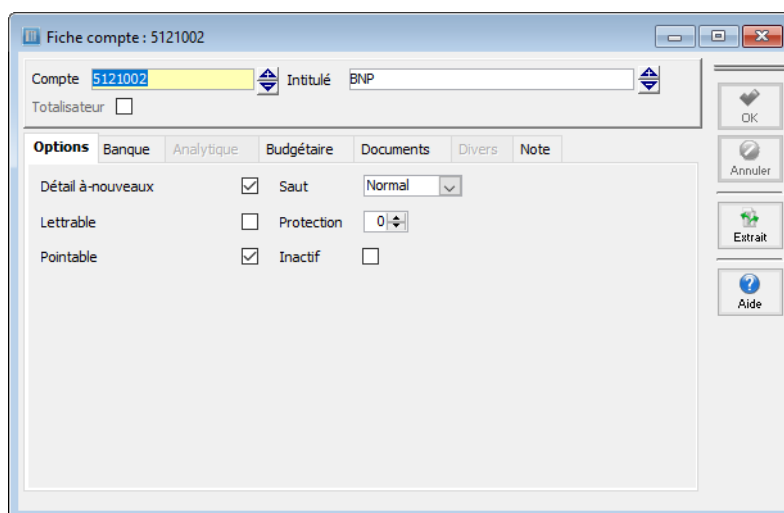 Fiche compte : 5121002
Compte 5121002 Intitulé BNP
Totalisateur
OK
Options Banque Analytique Budgétaire Documents Divers Note
Annuler
Détail à-nouveaux Saut Normal
Lettrable Protection 0
Extrait
Pointable Inactif
Aide